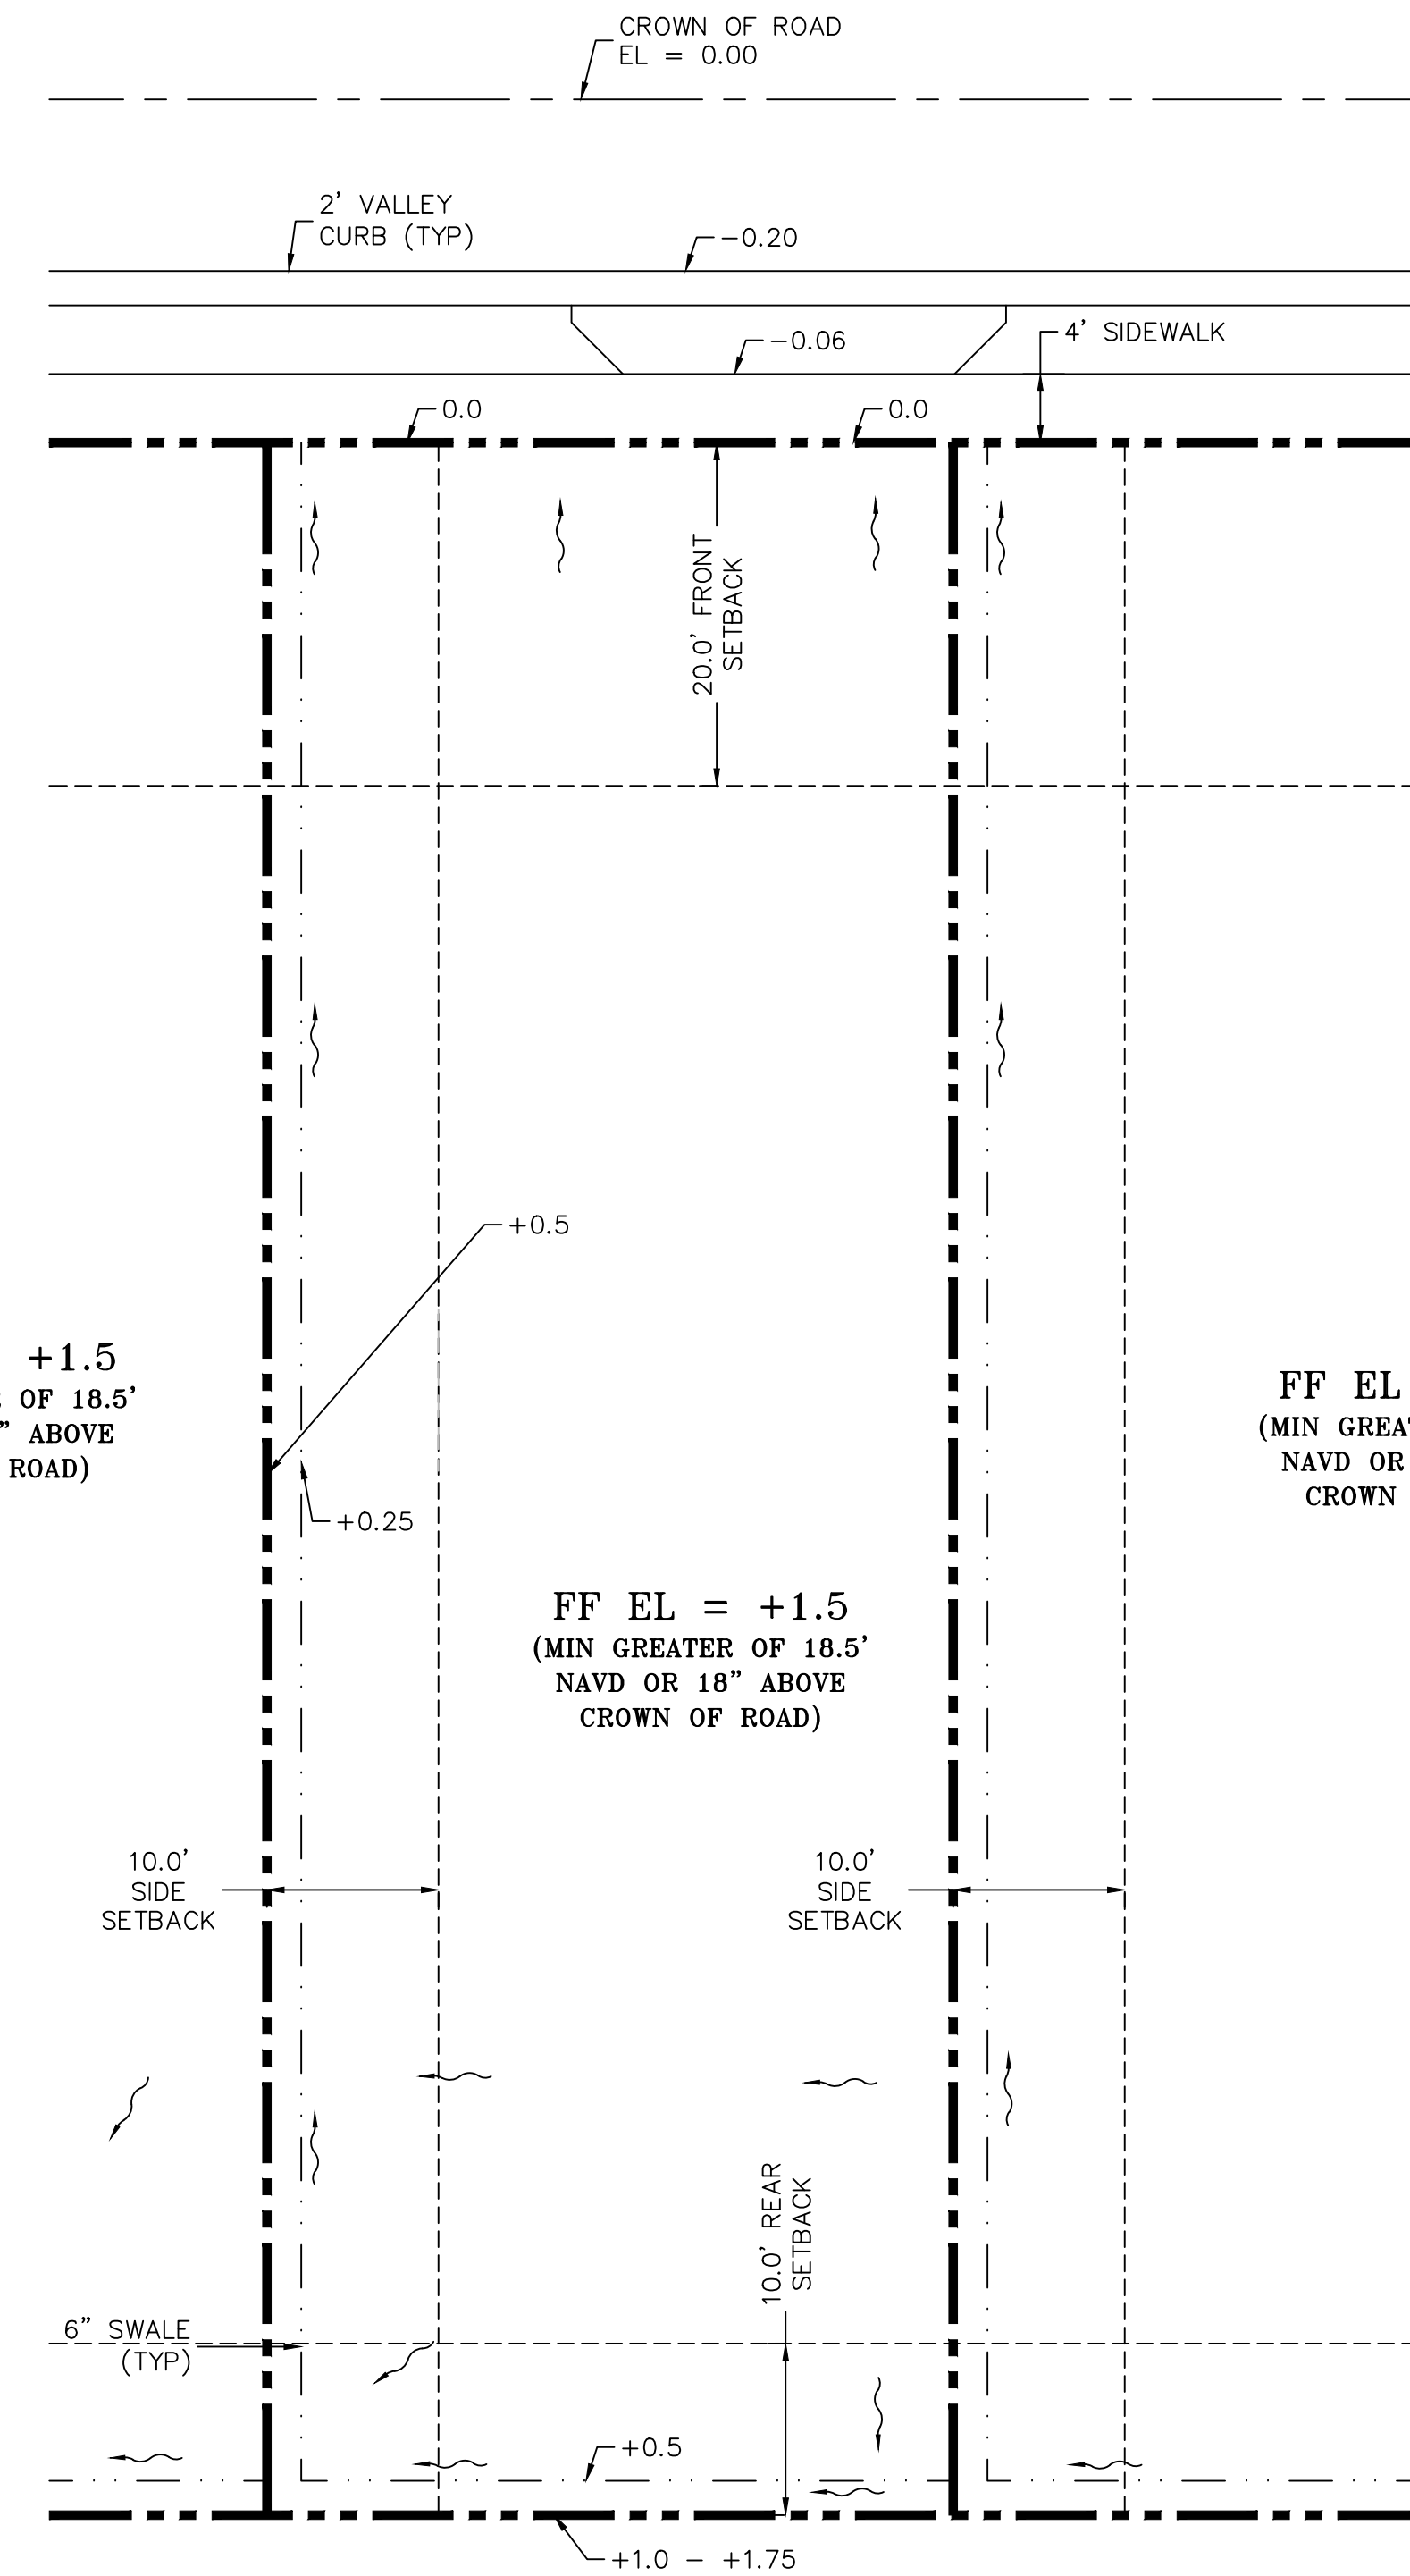 CROWN OF ROAD
EL = 0.00
2' VALLEY
CURB (TYP)
-0.20
-0.06
4' SIDEWALK
0.0
0.0
20.0' FRONT
SETBACK
+0.5
+1.5
OF 18.5'
" ABOVE
ROAD)
FF EL
(MIN GREAT
NAVD OR
CROWN
+0.25
FF EL = +1.5
(MIN GREATER OF 18.5'
NAVD OR 18" ABOVE
CROWN OF ROAD)
10.0'
SIDE
SETBACK
10.0'
SIDE
SETBACK
10.0' REAR
SETBACK
6" SWALE
(TYP)
+0.5
+1.0 - +1.75